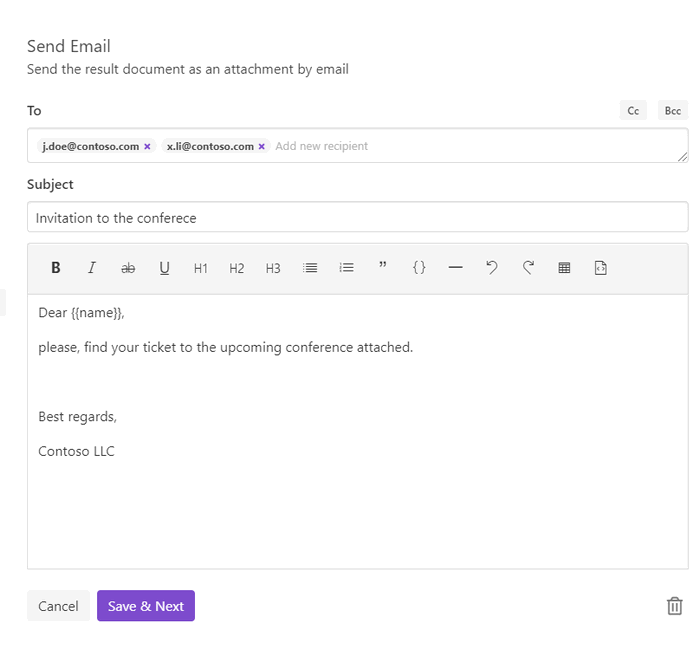 Send Email
Send the result document as an attachment by email
To Cc Bcc
j.doe@contoso.com × x.li@contoso.com × Add new recipient
Subject
Invitation to the conferece
B I ab U H1 H2 H3 ” {} —
Dear {{name}},
please, find your ticket to the upcoming conference attached.
Best regards,
Contoso LLC
Cancel Save & Next